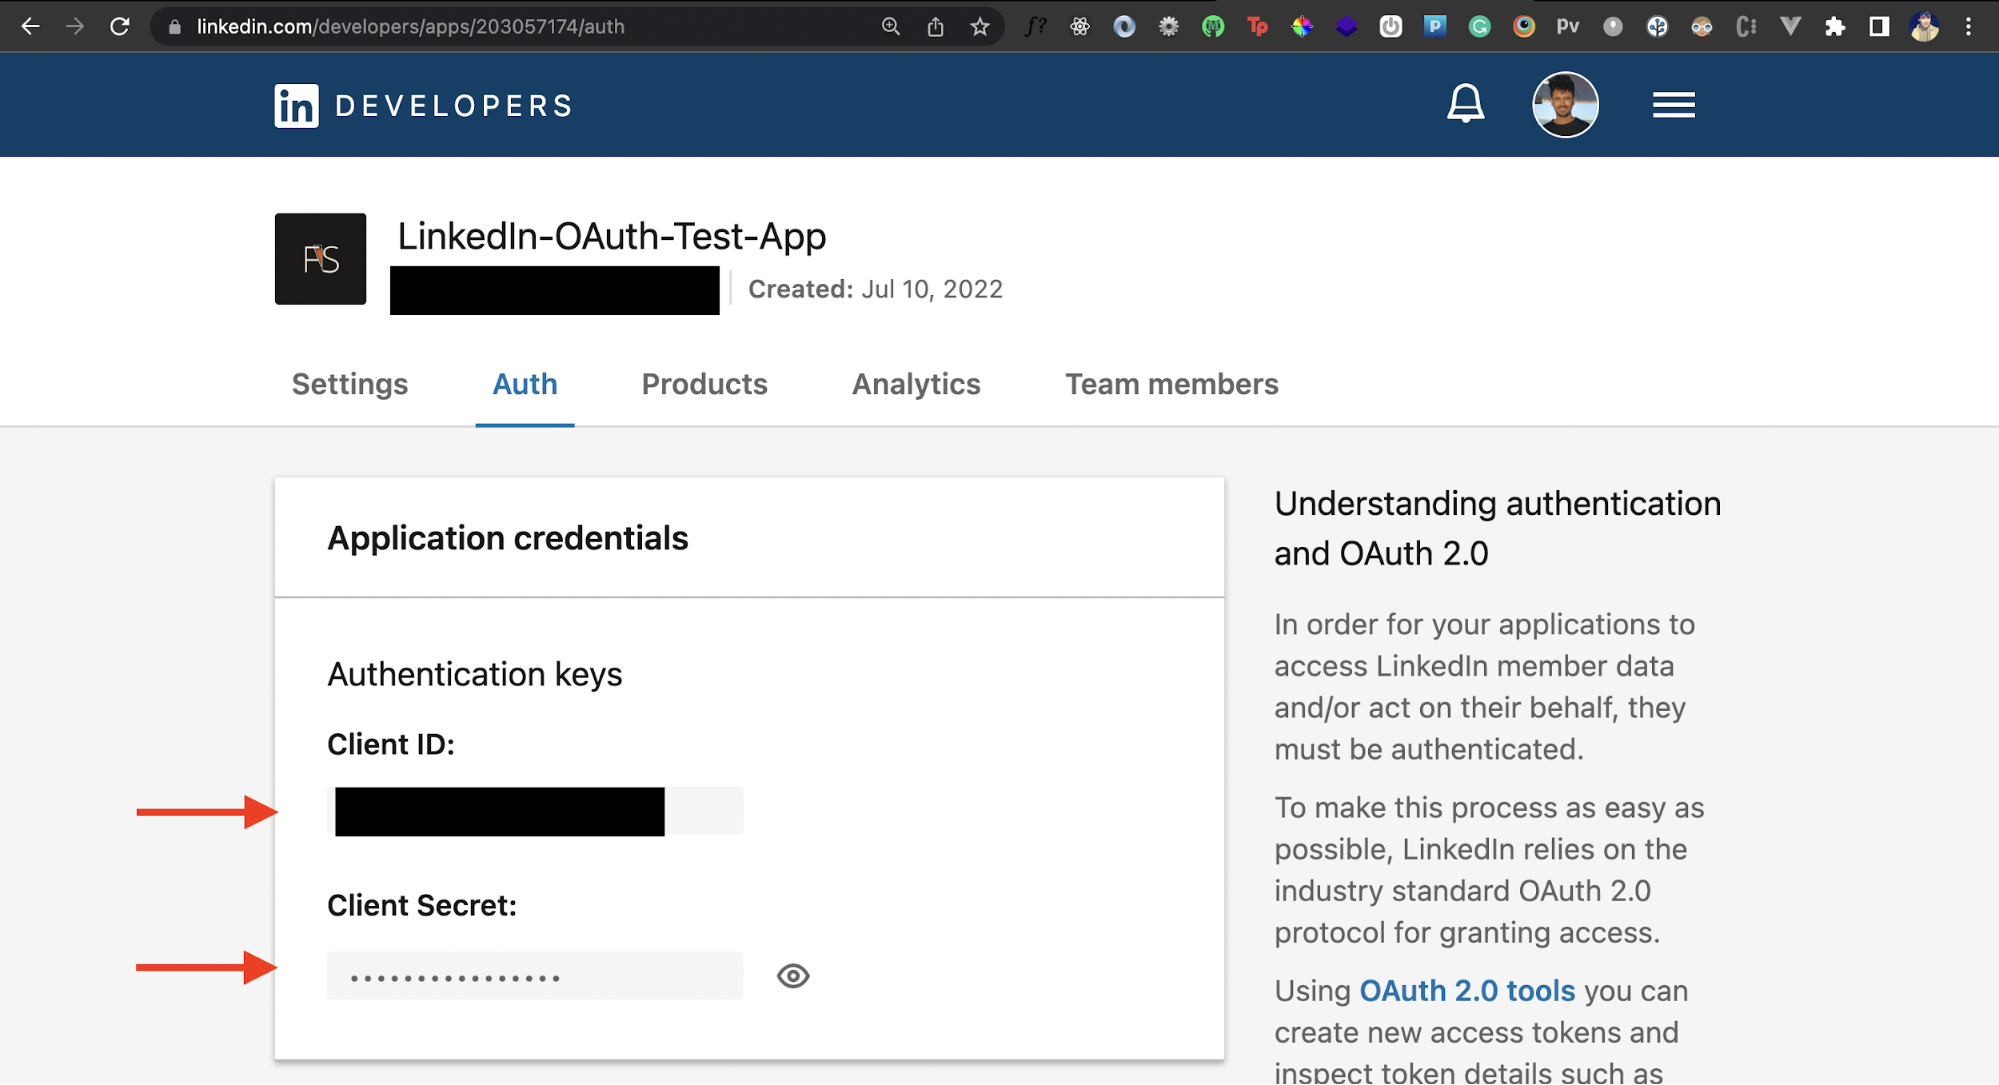 linkedin.com/developers/apps/203057174/auth
f?
Tp
P
G
Pv
in DEVELOPERS
FS
LinkedIn-OAuth-Test-App
Created: Jul 10, 2022
Settings
Auth
Products
Analytics
Team members
Application credentials
Authentication keys
Client ID:
Client Secret:
••••••••••••••••
Understanding authentication
and OAuth 2.0
In order for your applications to
access LinkedIn member data
and/or act on their behalf, they
must be authenticated.
To make this process as easy as
possible, LinkedIn relies on the
industry standard OAuth 2.0
protocol for granting access.
Using OAuth 2.0 tools you can
create new access tokens and
inspect token details such as